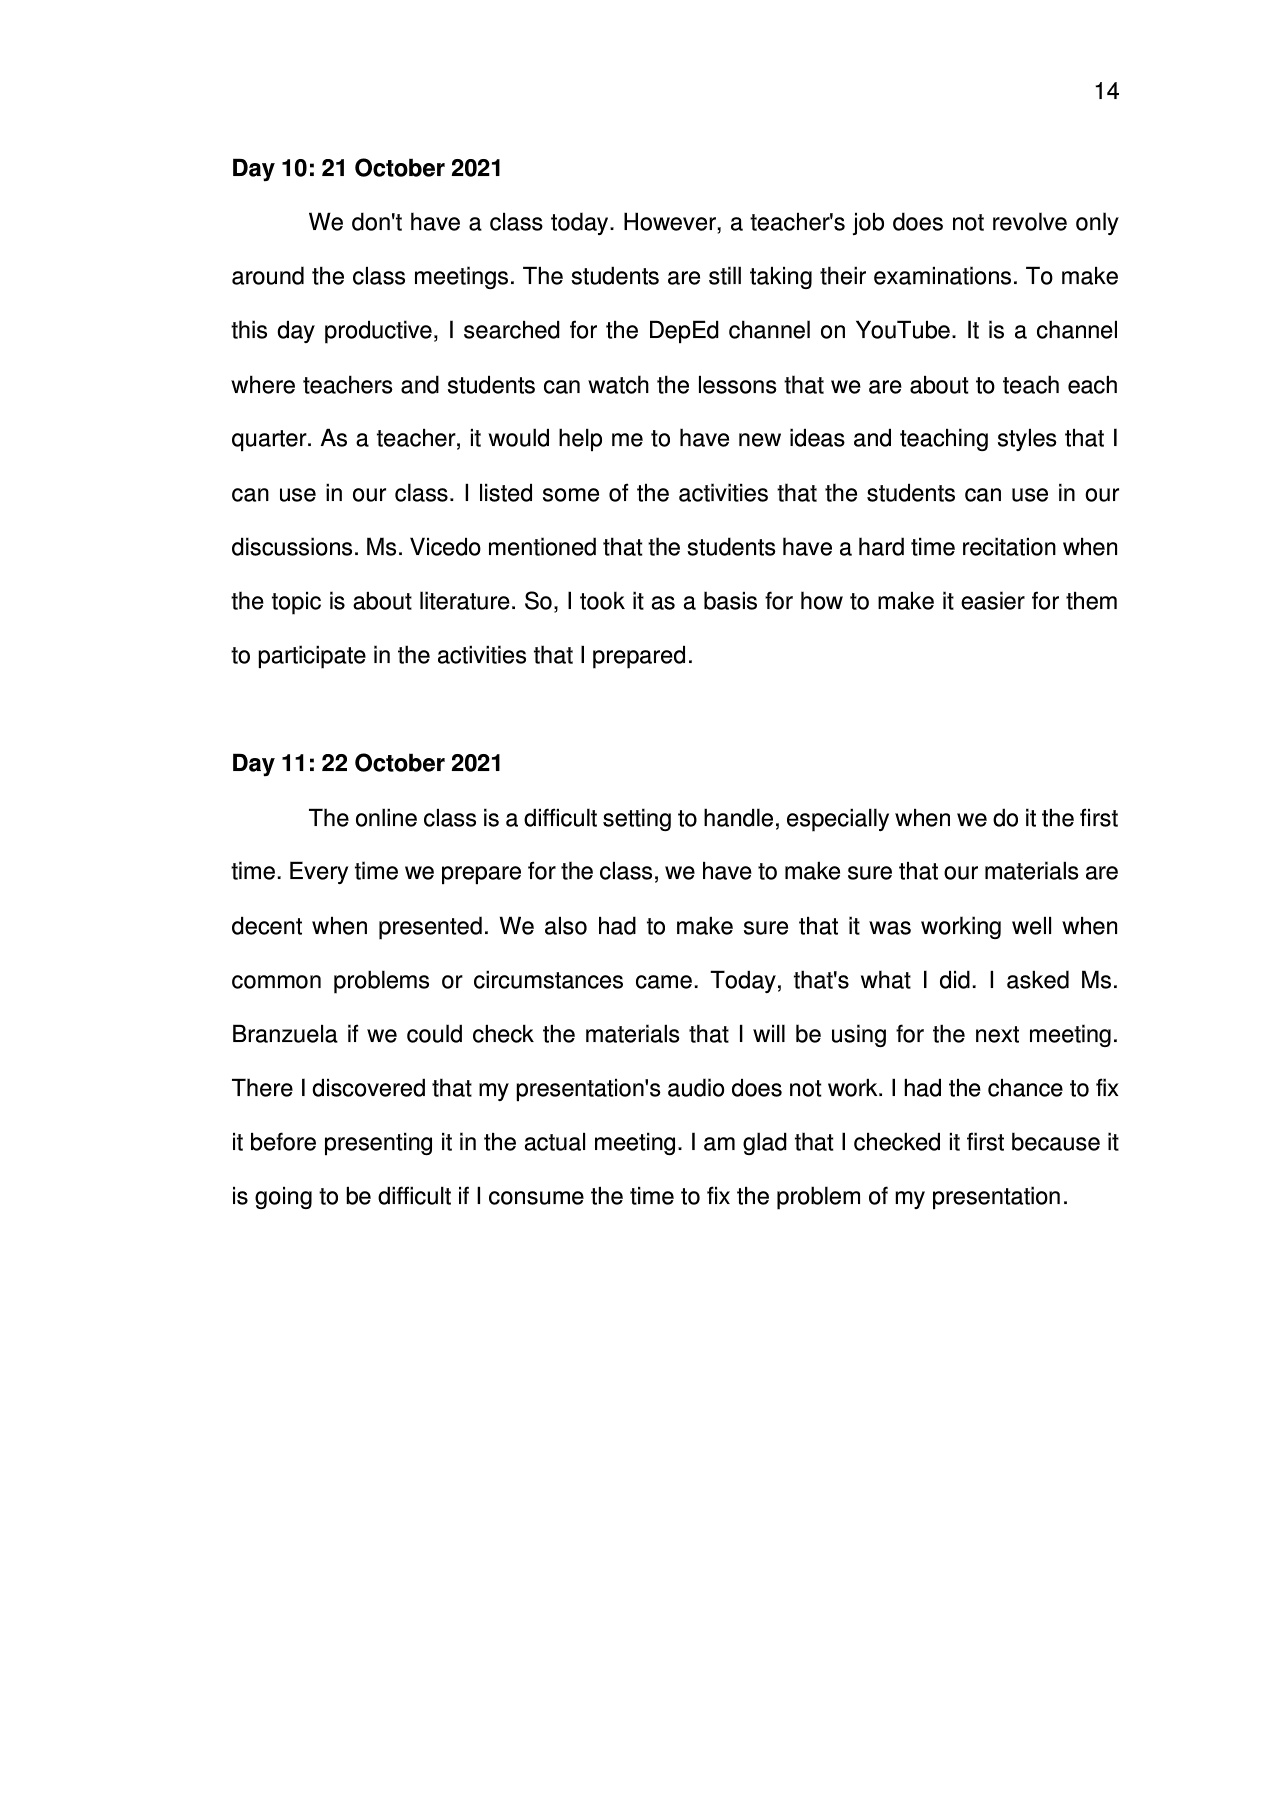 14
Day 10: 21 October 2021
We don't have a class today. However, a teacher's job does not revolve only
around the class meetings. The students are still taking their examinations. To make
this day productive, I searched for the DepEd channel on YouTube. It is a channel
where teachers and students can watch the lessons that we are about to teach each
quarter. As a teacher, it would help me to have new ideas and teaching styles that I
can use in our class. I listed some of the activities that the students can use in our
discussions. Ms. Vicedo mentioned that the students have a hard time recitation when
the topic is about literature. So, I took it as a basis for how to make it easier for them
to participate in the activities that I prepared.
Day 11: 22 October 2021
The online class is a difficult setting to handle, especially when we do it the first
time. Every time we prepare for the class, we have to make sure that our materials are
decent when presented. We also had to make sure that it was working well when
common problems or circumstances came. Today, that's what I did. I asked Ms.
Branzuela if we could check the materials that I will be using for the next meeting.
There I discovered that my presentation's audio does not work. I had the chance to fix
it before presenting it in the actual meeting. I am glad that I checked it first because it
is going to be difficult if I consume the time to fix the problem of my presentation.